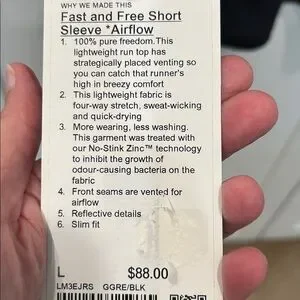 WHY WE MADE THIS
Fast and Free Short
Sleeve *Airflow
1. 100% pure freedom.This
lightweight run top has
strategically placed venting so
you can catch that runner's
high in breezy comfort
2. This lightweight fabric is
four-way stretch, sweat-wicking
and quick-drying
3. More wearing, less washing.
This garment was treated with
our No-Stink Zinc™ technology
to inhibit the growth of
odour-causing bacteria on the
fabric
4. Front seams are vented for
airflow
5. Reflective details
6. Slim fit
L $88.00
LM3EJRS GGRE/BLK